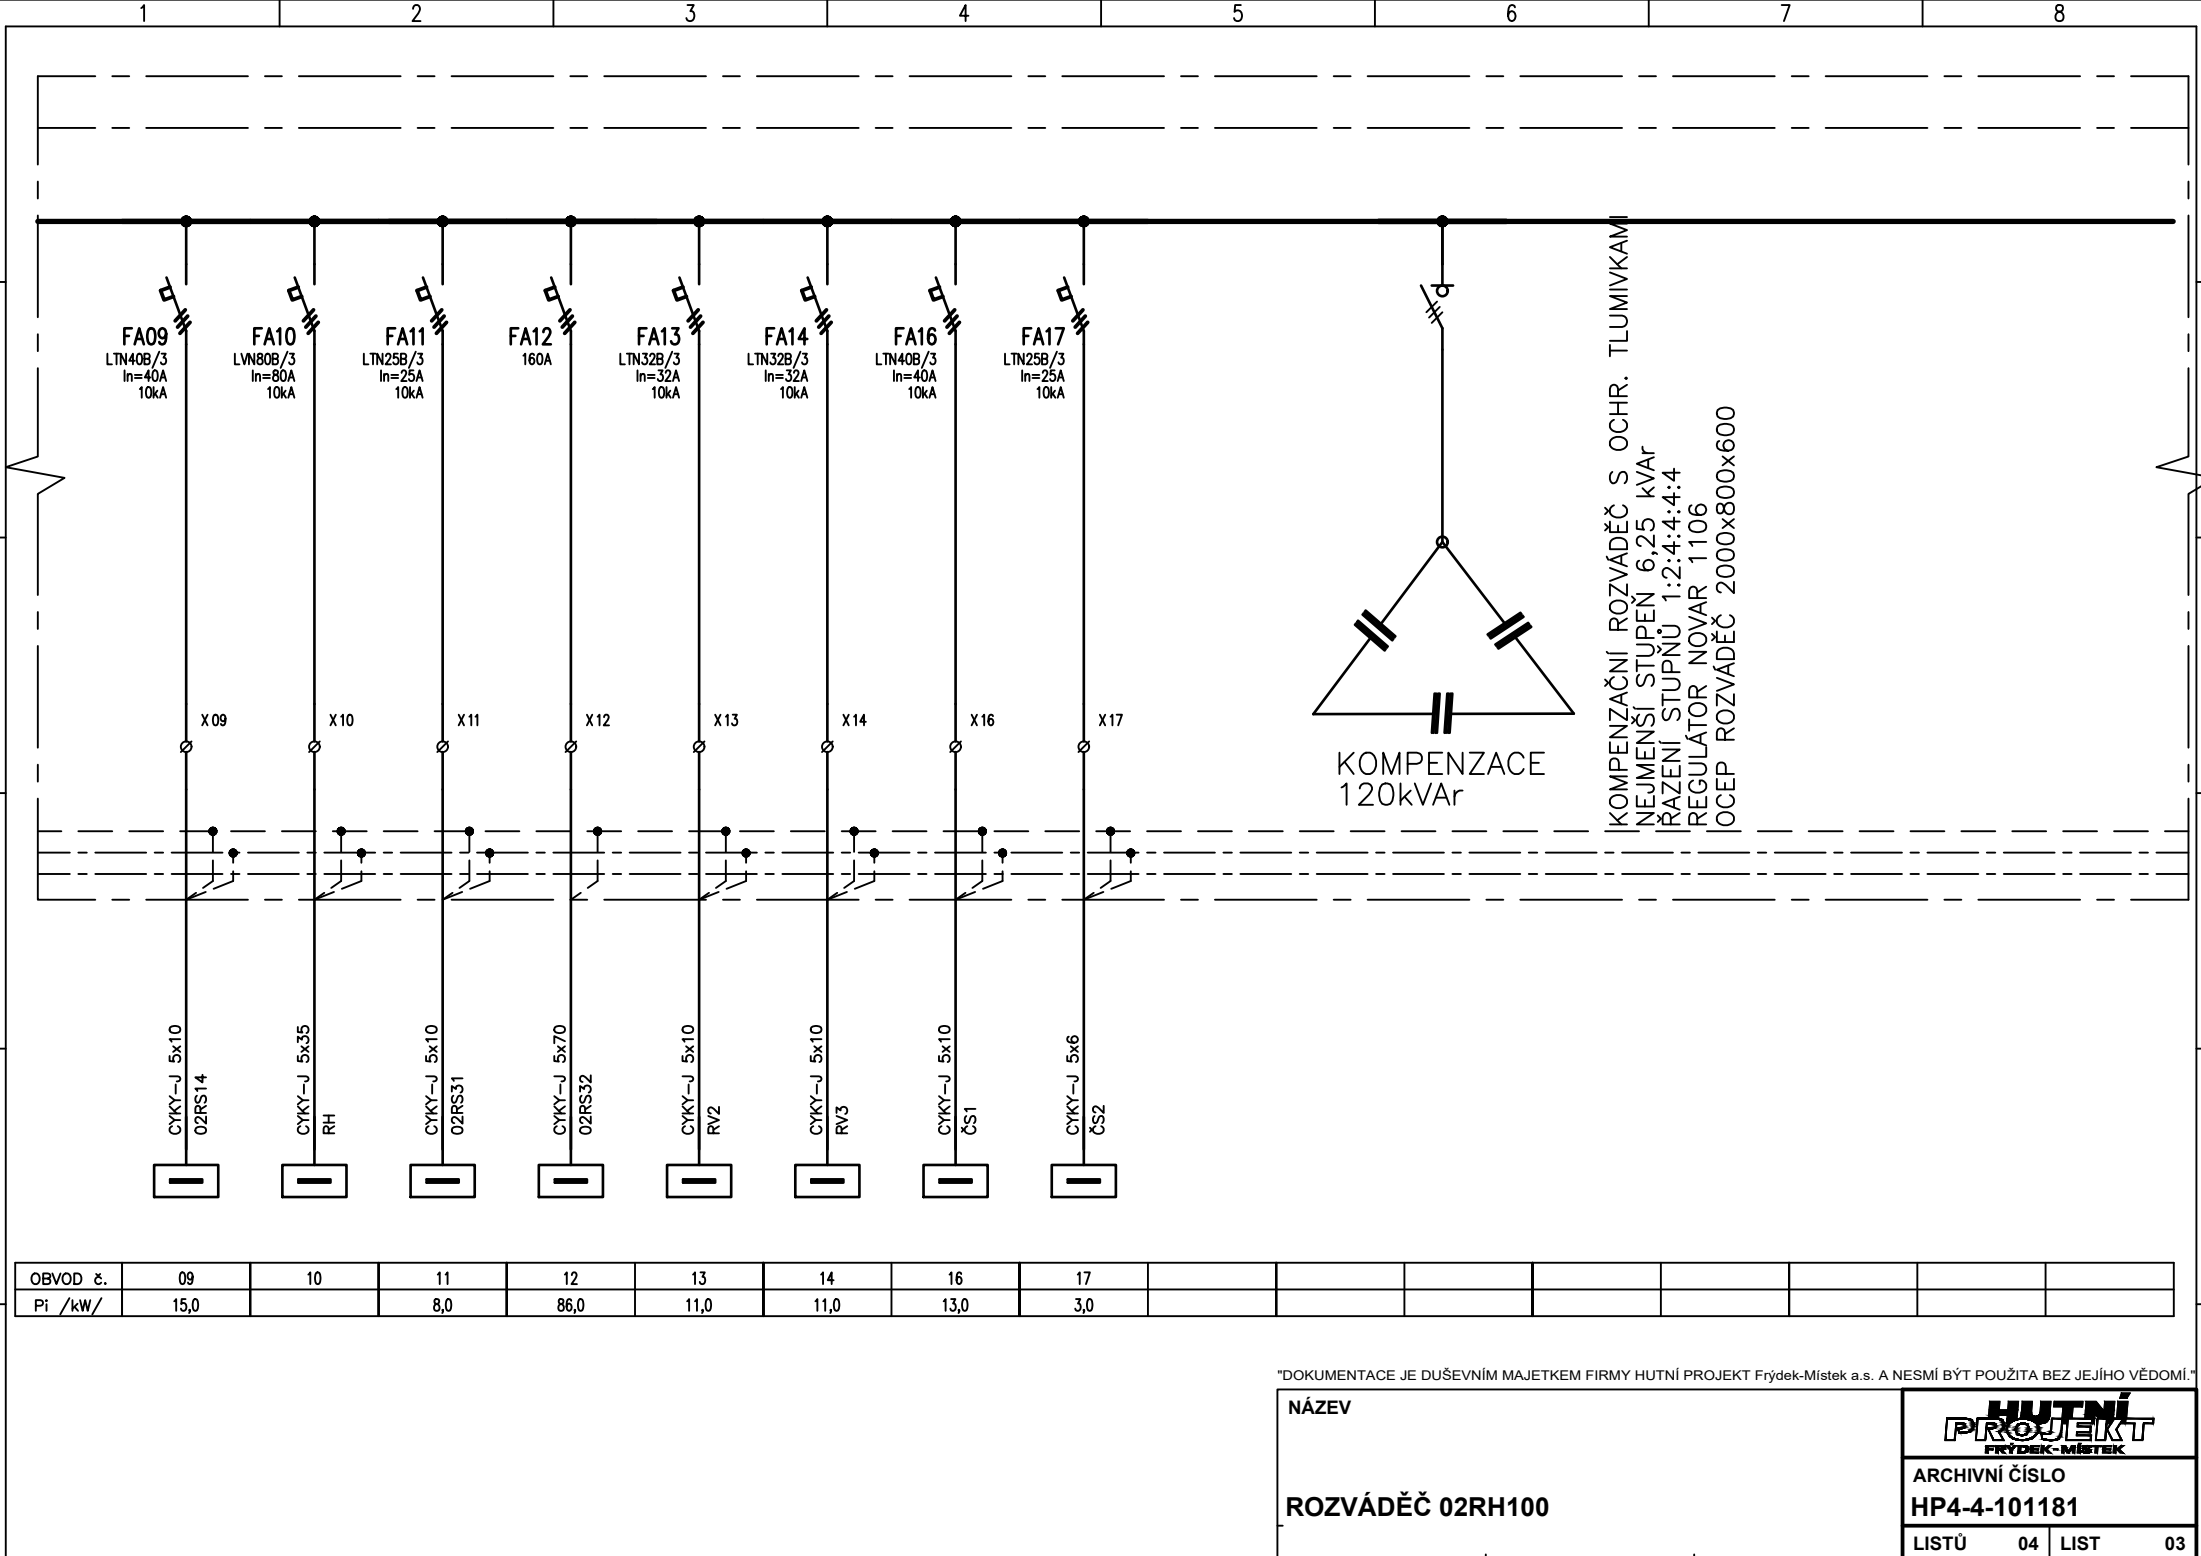 1 2 3 4 5 6 7 8
FA09 FA10 FA11 FA12 FA13 FA14 FA16 FA17
LTN40B/3 LVN80B/3 LTN25B/3 160A LTN32B/3 LTN32B/3 LTN40B/3 LTN25B/3
In=40A In=80A In=25A In=32A In=32A In=40A In=25A
10kA 10kA 10kA 10kA 10kA 10kA 10kA
KOMPENZAČNÍ ROZVÁDĚČ S OCHR. TLUMIVKAMI
NEJMENŠÍ STUPEŇ 6,25 kVAr
ŘAZENÍ STUPŇŮ 1:2:4:4:4:4
REGULÁTOR NOVAR 1106
OCEP ROZVÁDĚČ 2000x800x600
X09 X10 X11 X12 X13 X14 X16 X17
KOMPENZACE
120kVAr
CYKY-J 5x10
02RS14
CYKY-J 5x35
RH
CYKY-J 5x10
02RS31
CYKY-J 5x70
02RS32
CYKY-J 5x10
RV2
CYKY-J 5x10
RV3
CYKY-J 5x10
ČS1
CYKY-J 5x6
ČS2
OBVOD č. 09 10 11 12 13 14 16 17
Pi /kW/ 15,0 8,0 86,0 11,0 11,0 13,0 3,0
"DOKUMENTACE JE DUŠEVNÍM MAJETKEM FIRMY HUTNÍ PROJEKT Frýdek-Místek a.s. A NESMÍ BÝT POUŽITA BEZ JEJÍHO VĚDOMÍ."
NÁZEV
HUTNÍ
PROJEKT
FRÝDEK-MÍSTEK
ARCHIVNÍ ČÍSLO
ROZVÁDĚČ 02RH100
HP4-4-101181
LISTŮ 04 LIST 03